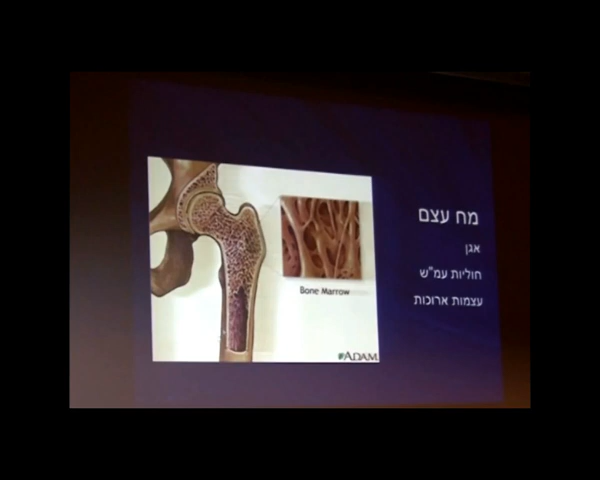 מח עצם
אגן
חוליות עמ"ש
עצמות ארוכות
Bone Marrow
ADAM